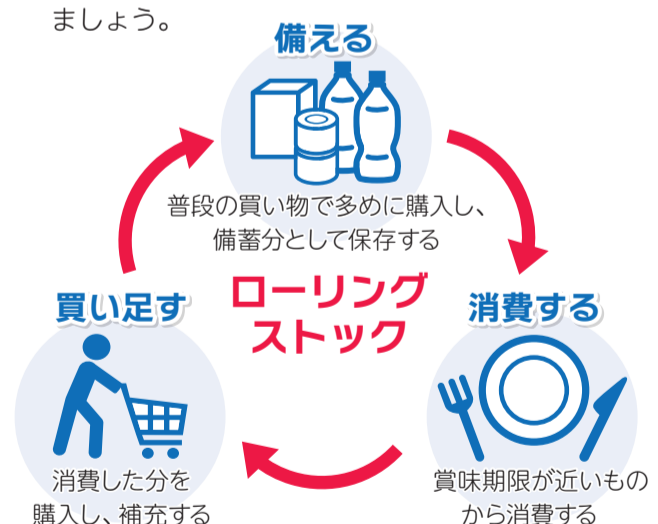 ましょう。
備える
普段の買い物で多めに購入し、
備蓄分として保存する
ローリング
ストック
消費する
賞味期限が近いもの
から消費する
買い足す
消費した分を
購入し、補充する